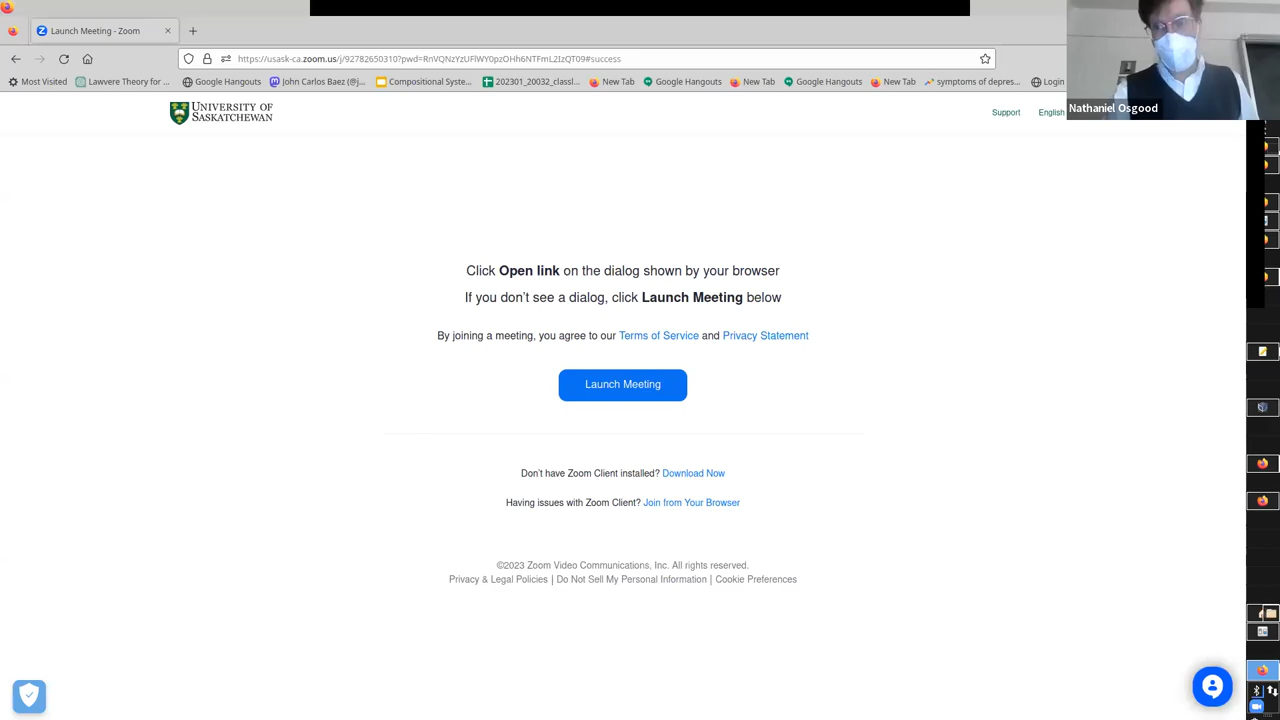 Launch Meeting - Zoom
https://usask-ca.zoom.us/j/92782650310?pwd=RnVQNzYzUFlWY0pzOHh6NTFmL2IzQT09#success
Most Visited
Lawvere Theory for ...
Google Hangouts
John Carlos Baez (@j...
Compositional Syste...
202301_20032_classl...
New Tab
Google Hangouts
New Tab
Google Hangouts
New Tab
symptoms of depres...
Login
Nathaniel Osgood
UNIVERSITY OF
SASKATCHEWAN
Support
English
Click Open link on the dialog shown by your browser
If you don't see a dialog, click Launch Meeting below
By joining a meeting, you agree to our Terms of Service and Privacy Statement
Launch Meeting
Don't have Zoom Client installed? Download Now
Having issues with Zoom Client? Join from Your Browser
©2023 Zoom Video Communications, Inc. All rights reserved.
Privacy & Legal Policies | Do Not Sell My Personal Information | Cookie Preferences